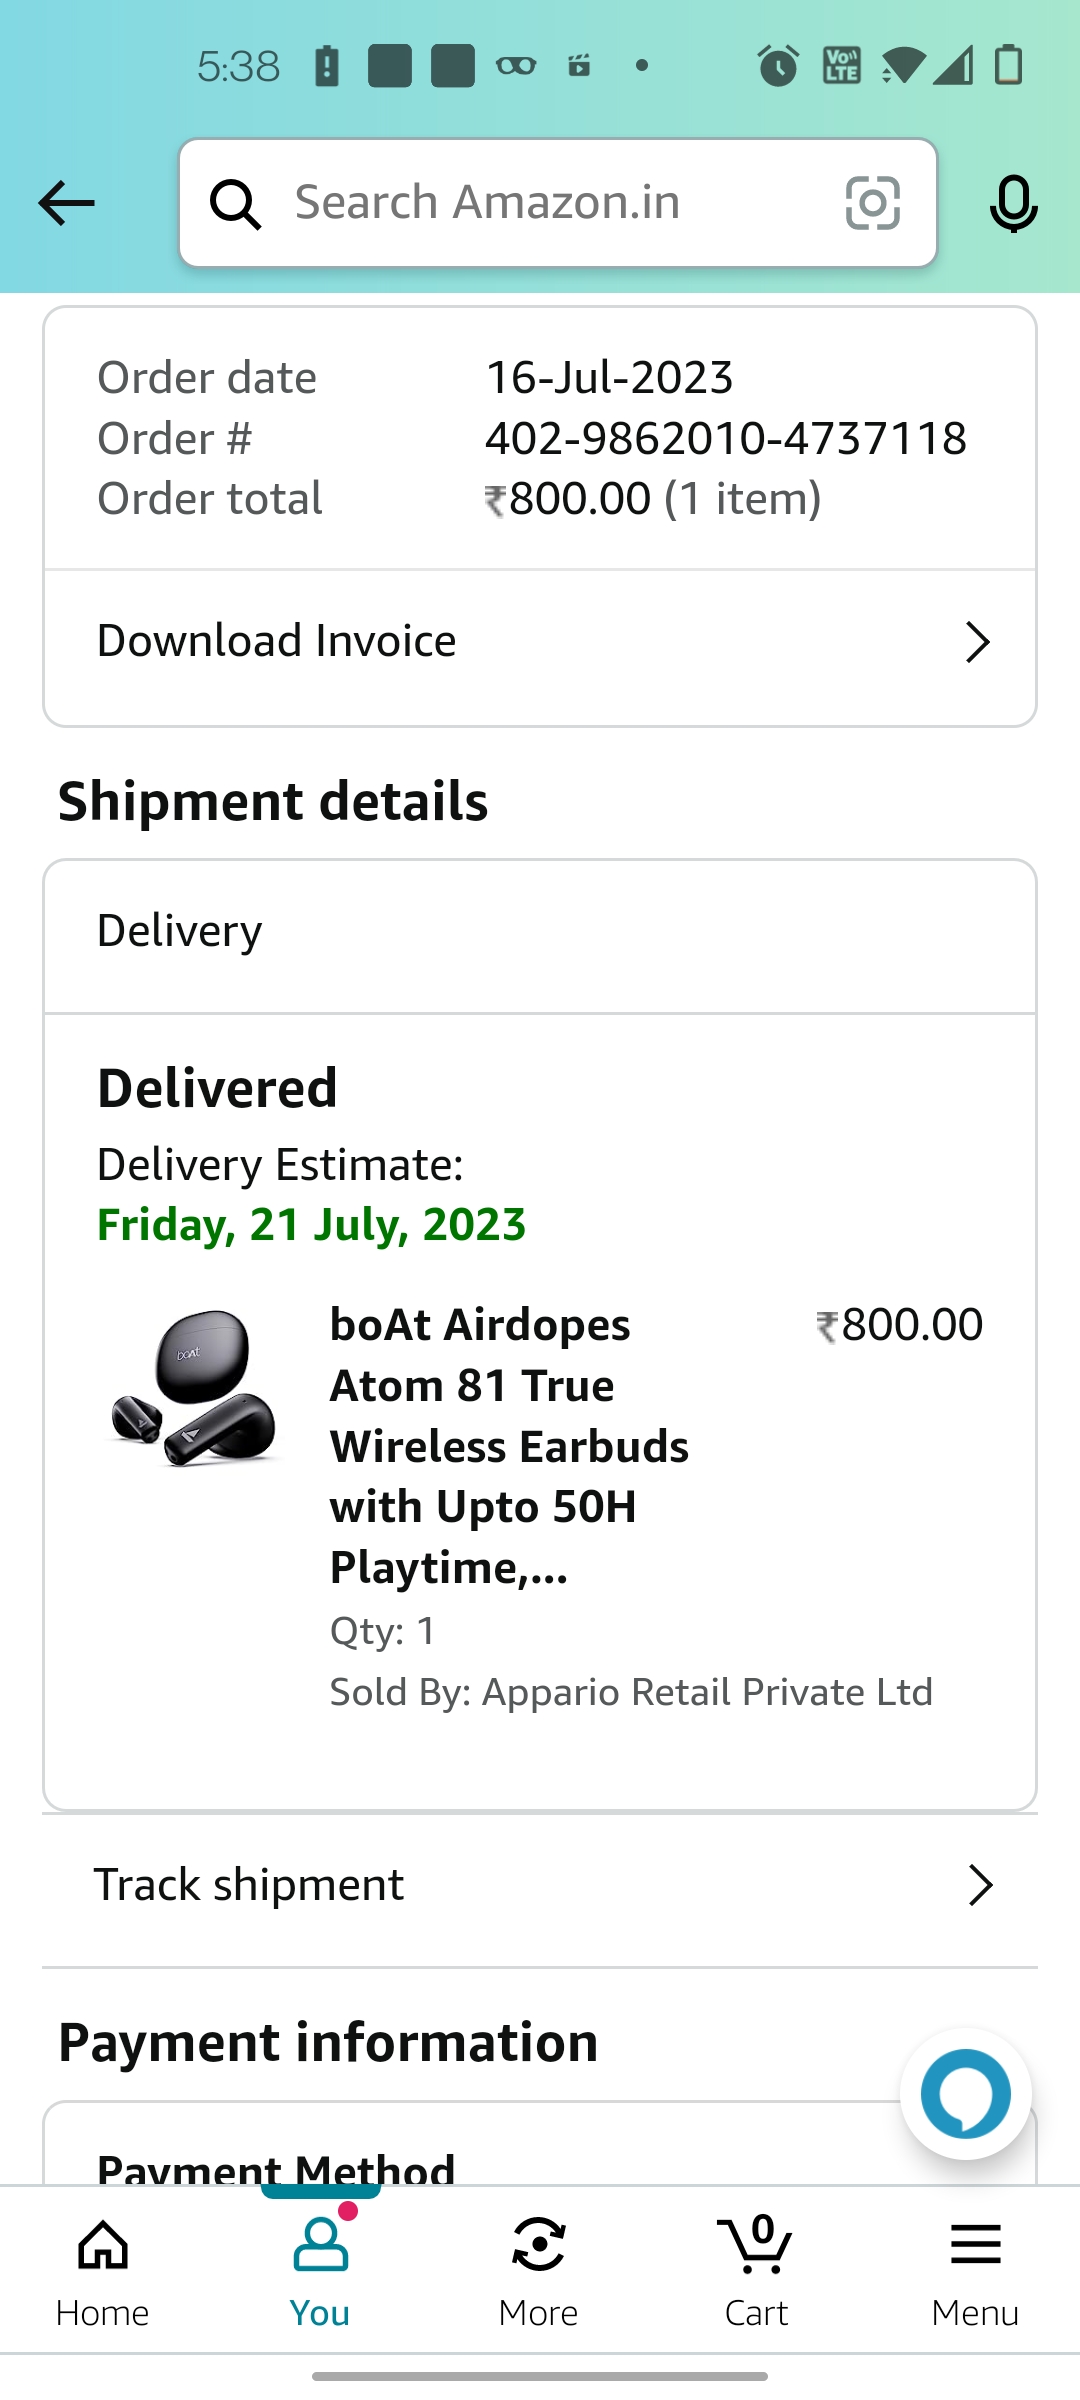 5:38
VoLTE
Search Amazon.in
Order date 16-Jul-2023
Order # 402-9862010-4737118
Order total ₹800.00 (1 item)
Download Invoice
Shipment details
Delivery
Delivered
Delivery Estimate:
Friday, 21 July, 2023
boAt
boAt Airdopes ₹800.00
Atom 81 True
Wireless Earbuds
with Upto 50H
Playtime,...
Qty: 1
Sold By: Appario Retail Private Ltd
Track shipment
Payment information
Payment Method
0
Home You More Cart Menu